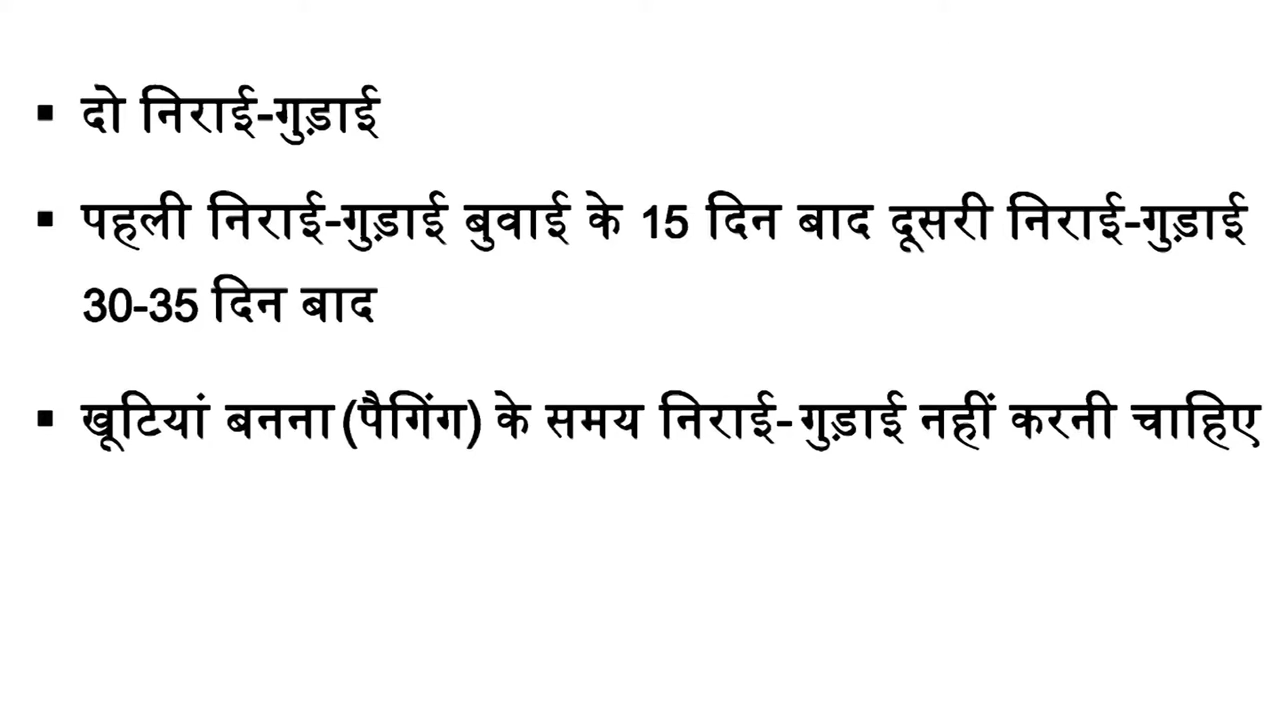 ▪ दो निराई-गुड़ाई
▪ पहली निराई-गुड़ाई बुवाई के 15 दिन बाद दूसरी निराई-गुड़ाई
30-35 दिन बाद
▪ खूटियां बनना (पैगिंग) के समय निराई- गुड़ाई नहीं करनी चाहिए